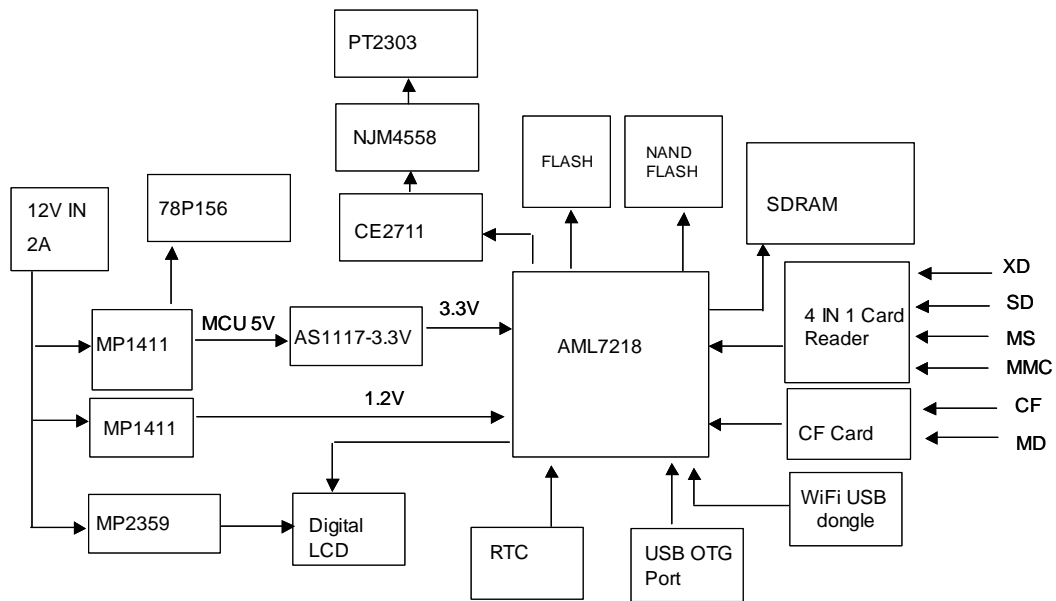 PT2303
NJM4558
FLASH
NAND
FLASH
SDRAM
12V IN
2A
78P156
CE2711
XD
SD
MS
MMC
4 IN 1 Card
Reader
MP1411
MCU 5V
AS1117-3.3V
3.3V
AML7218
MP1411
1.2V
CF Card
CF
MD
MP2359
Digital
LCD
RTC
USB OTG
Port
WiFi USB
dongle